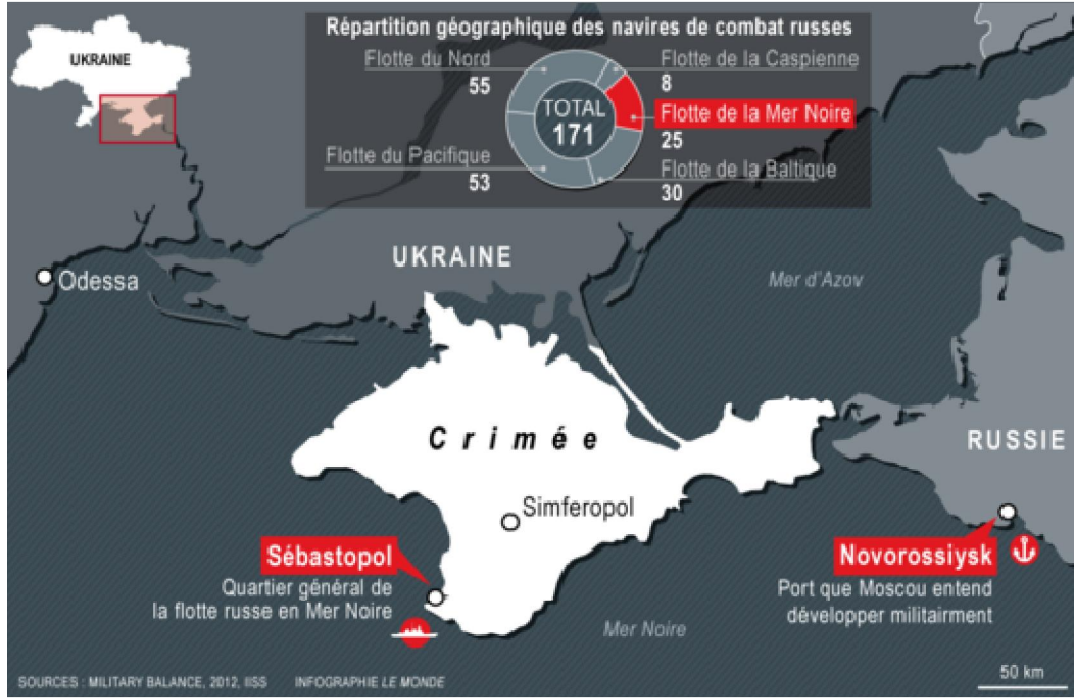 Répartition géographique des navires de combat russes
UKRAINE
Flotte du Nord
55
Flotte de la Caspienne
8
TOTAL
171
Flotte de la Mer Noire
25
Flotte du Pacifique
53
Flotte de la Baltique
30
UKRAINE
Odessa
Mer d'Azov
Crimée
RUSSIE
Simferopol
Sébastopol
Quartier général de
la flotte russe en Mer Noire
Novorossiysk
Port que Moscou entend
développer militairment
Mer Noire
50 km
SOURCES : MILITARY BALANCE, 2012, IISS INFOGRAPHIE LE MONDE